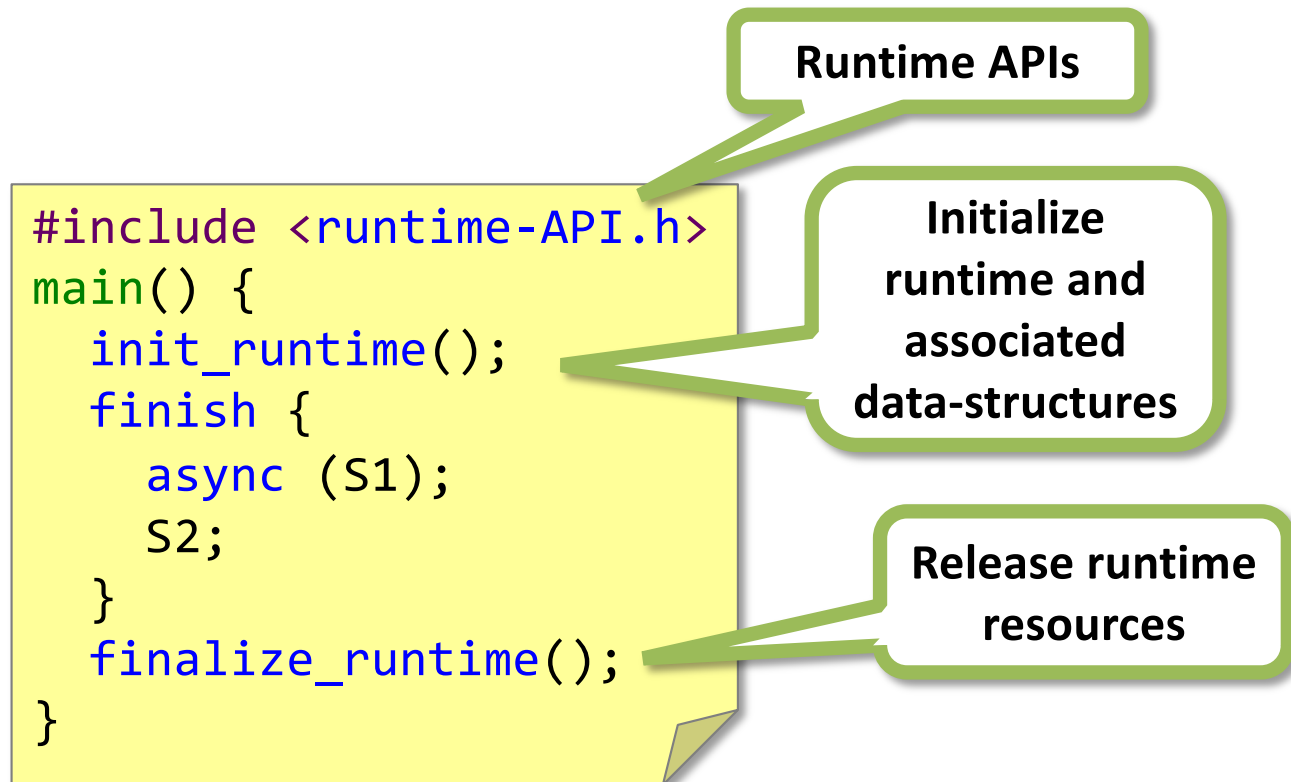 Runtime APIs
#include <runtime-API.h>
main() {
  init_runtime();
  finish {
    async (S1);
    S2;
  }
  finalize_runtime();
}
Initialize
runtime and
associated
data-structures
Release runtime
resources